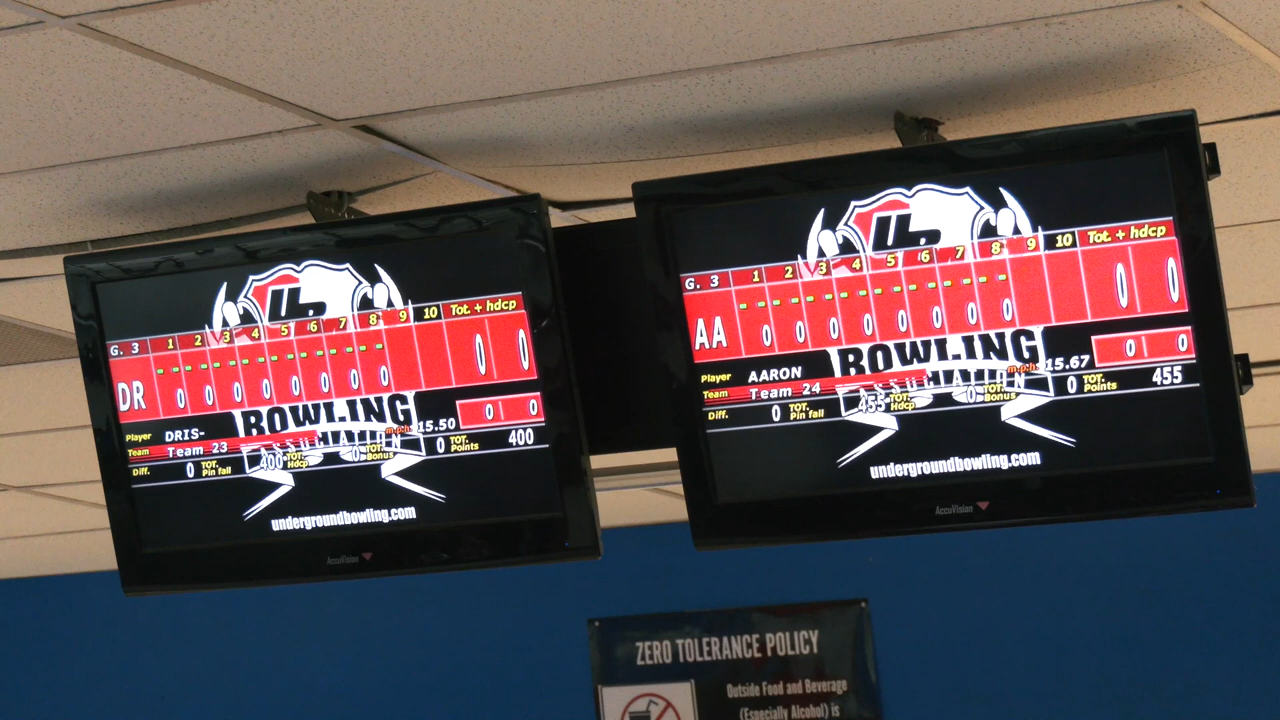 UB
G. 3 1 2 3 4 5 6 7 8 9 10 Tot. + hdcp
DR 0 0 0 0 0 0 0 0 0 0
BOWLING
ASSOCIATION
0 0
Player DRIS- m.p.h: 15.50
Team Team 23
Diff. 0 TOT. Pin fall 400 TOT. Hdcp 0 TOT. Bonus 0 TOT. Points 400
undergroundbowling.com
AccuVision
UB
G. 3 1 2 3 4 5 6 7 8 9 10 Tot. + hdcp
AA 0 0 0 0 0 0 0 0 0 0
BOWLING
ASSOCIATION
0 0
Player AARON m.p.h: 15.67
Team Team 24
Diff. 0 TOT. Pin fall 455 TOT. Hdcp 0 TOT. Bonus 0 TOT. Points 455
undergroundbowling.com
AccuVision
ZERO TOLERANCE POLICY
Outside Food and Beverage
(Especially Alcohol) is